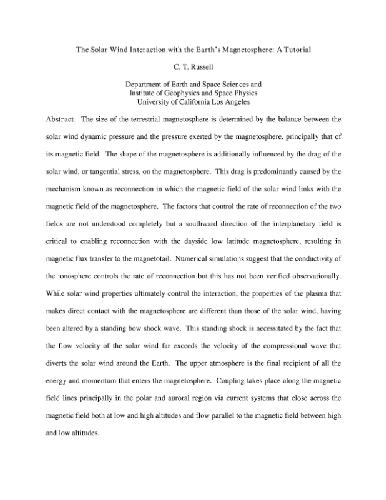 The Solar Wind Interaction with the Earth's Magnetosphere: A Tutorial
C. T. Russell
Department of Earth and Space Sciences and
Institute of Geophysics and Space Physics
University of California Los Angeles
Abstract. The size of the terrestrial magnetosphere is determined by the balance between the
solar wind dynamic pressure and the pressure exerted by the magnetosphere, principally that of
its magnetic field. The shape of the magnetosphere is additionally influenced by the drag of the
solar wind, or tangential stress, on the magnetosphere. This drag is predominantly caused by the
mechanism known as reconnection in which the magnetic field of the solar wind links with the
magnetic field of the magnetosphere. The factors that control the rate of reconnection of the two
fields are not understood completely but a southward direction of the interplanetary field is
critical to enabling reconnection with the dayside low latitude magnetosphere, resulting in
magnetic flux transfer to the magnetotail. Numerical simulations suggest that the conductivity of
the ionosphere controls the rate of reconnection but this has not been verified observationally.
While solar wind properties ultimately control the interaction, the properties of the plasma that
makes direct contact with the magnetosphere are different than those of the solar wind, having
been altered by a standing bow shock wave. This standing shock is necessitated by the fact that
the flow velocity of the solar wind far exceeds the velocity of the compressional wave that
diverts the solar wind around the Earth. The upper atmosphere is the final recipient of all the
energy and momentum that enters the magnetosphere. Coupling takes place along the magnetic
field lines principally in the polar and auroral region via current systems that close across the
magnetic field both at low and high altitudes and flow parallel to the magnetic field between high
and low altitudes.